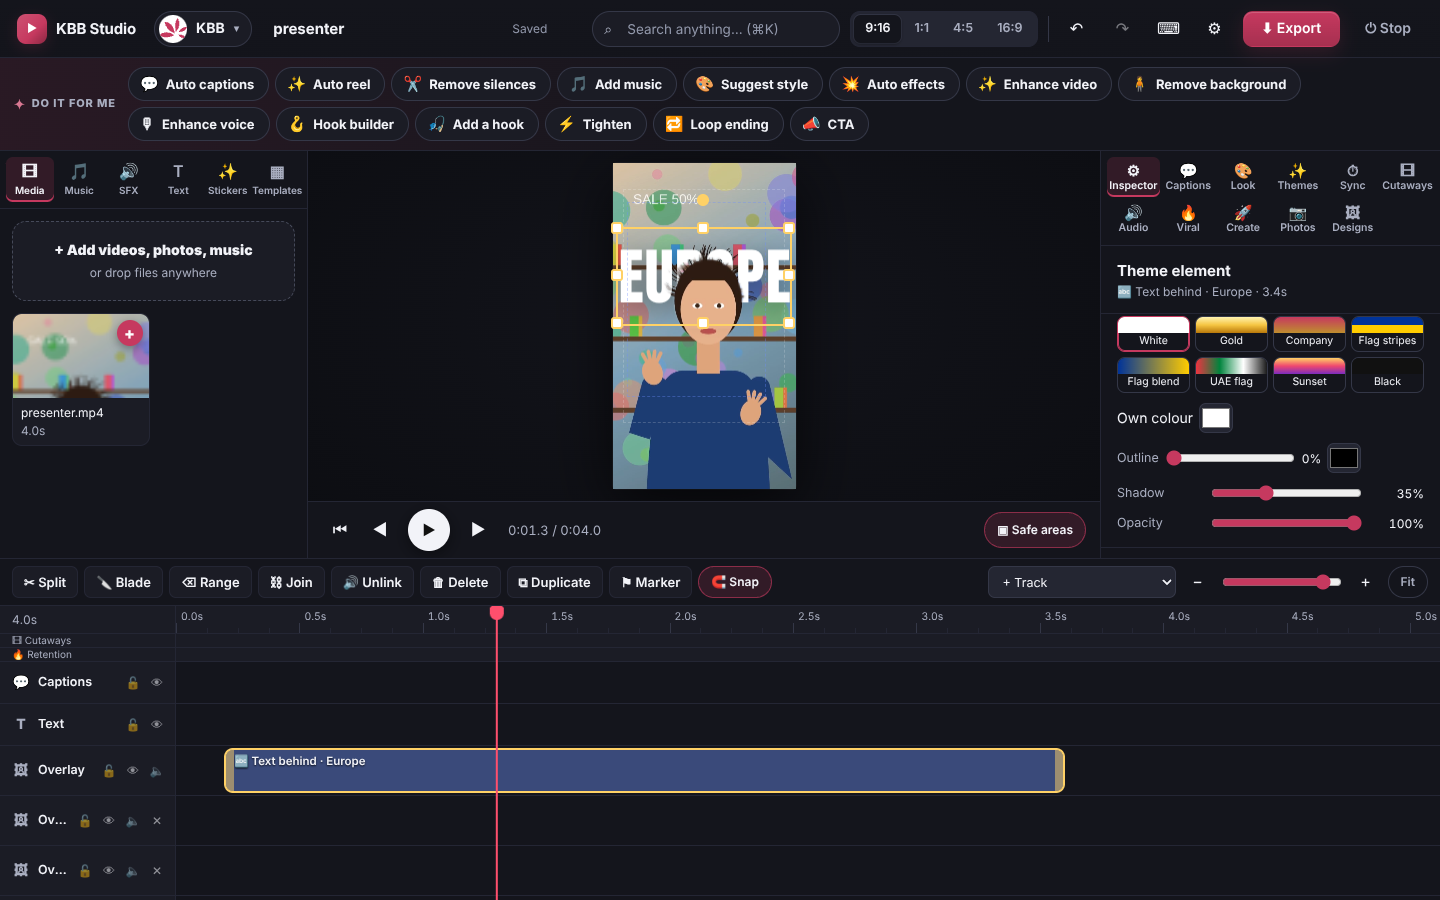 KBB Studio
KBB
presenter
Saved
Search anything... (⌘K)
9:16
1:1
4:5
16:9
Export
Stop
DO IT FOR ME
Auto captions
Auto reel
Remove silences
Add music
Suggest style
Auto effects
Enhance video
Remove background
Enhance voice
Hook builder
Add a hook
Tighten
Loop ending
CTA
Media
Music
SFX
Text
Stickers
Templates
+ Add videos, photos, music
or drop files anywhere
presenter.mp4
4.0s
SALE 50%
EUROPE
0:01.3 / 0:04.0
Safe areas
Inspector
Captions
Look
Themes
Sync
Cutaways
Audio
Viral
Create
Photos
Designs
Theme element
Text behind · Europe · 3.4s
White
Gold
Company
Flag stripes
Flag blend
UAE flag
Sunset
Black
Own colour
Outline
0%
Shadow
35%
Opacity
100%
Split
Blade
Range
Join
Unlink
Delete
Duplicate
Marker
Snap
+ Track
−
+
Fit
4.0s
0.0s
0.5s
1.0s
1.5s
2.0s
2.5s
3.0s
3.5s
4.0s
4.5s
5.0s
Cutaways
Retention
Captions
Text
Overlay
Text behind · Europe
Ov...
Ov...